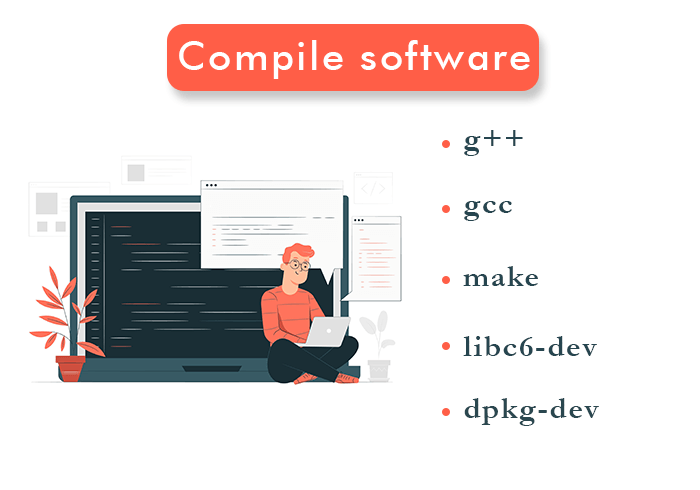 Compile software
g++
gcc
make
libc6-dev
dpkg-dev